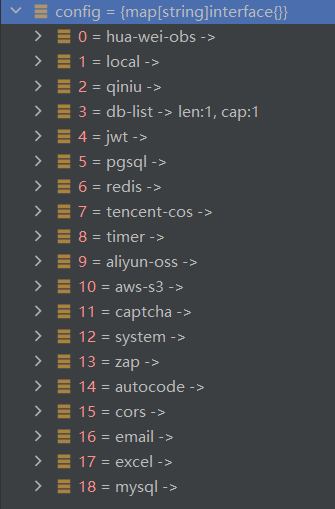 config = {map[string]interface{}}
0 = hua-wei-obs ->
1 = local ->
2 = qiniu ->
3 = db-list -> len:1, cap:1
4 = jwt ->
5 = pgsql ->
6 = redis ->
7 = tencent-cos ->
8 = timer ->
9 = aliyun-oss ->
10 = aws-s3 ->
11 = captcha ->
12 = system ->
13 = zap ->
14 = autocode ->
15 = cors ->
16 = email ->
17 = excel ->
18 = mysql ->